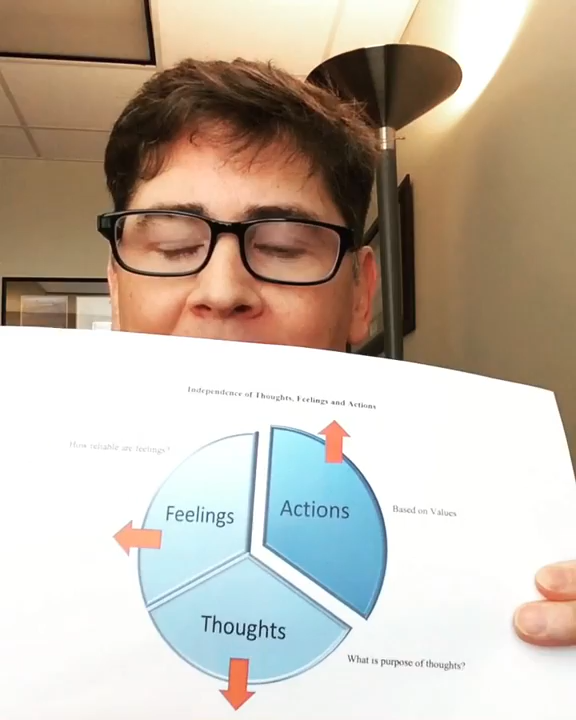 Independence of Thoughts, Feelings and Actions
How reliable are feelings?
Feelings
Actions
Based on Values
Thoughts
What is purpose of thoughts?